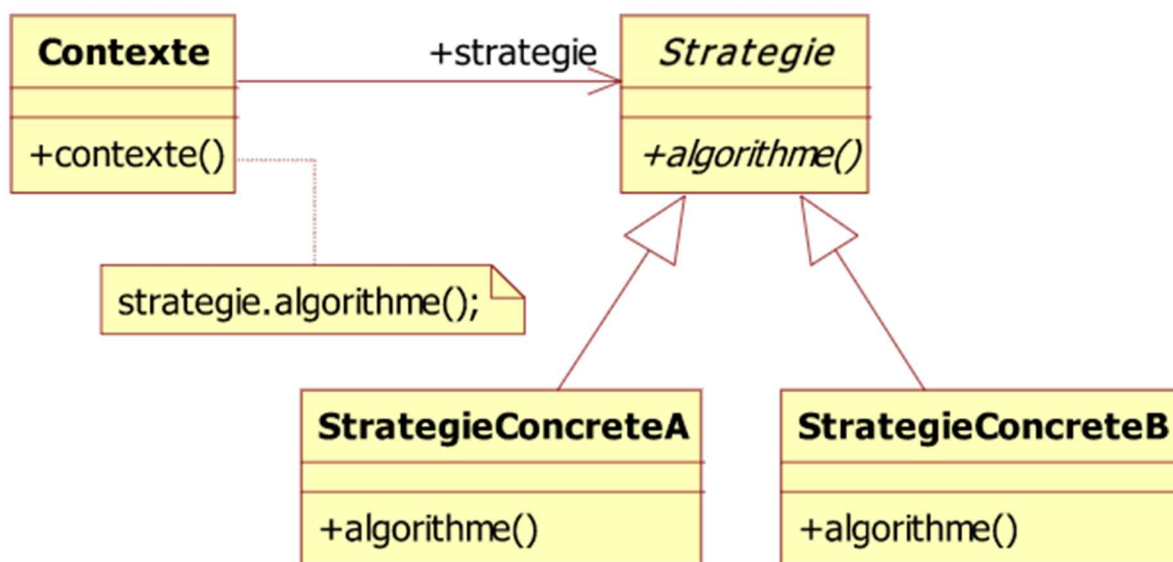 Contexte
+contexte()
+strategie
Strategie
+algorithme()
strategie.algorithme();
StrategieConcreteA
+algorithme()
StrategieConcreteB
+algorithme()